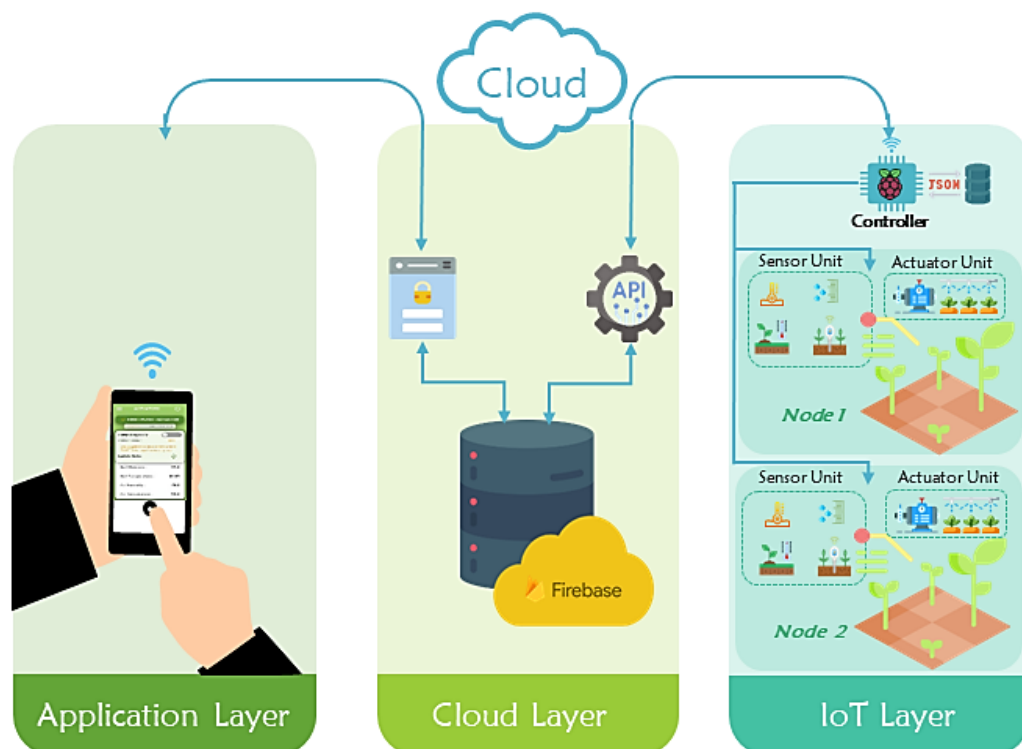 Cloud
JSON
Controller
Sensor Unit
Actuator Unit
API
Node 1
Sensor Unit
Actuator Unit
Firebase
Node 2
Application Layer
Cloud Layer
IoT Layer